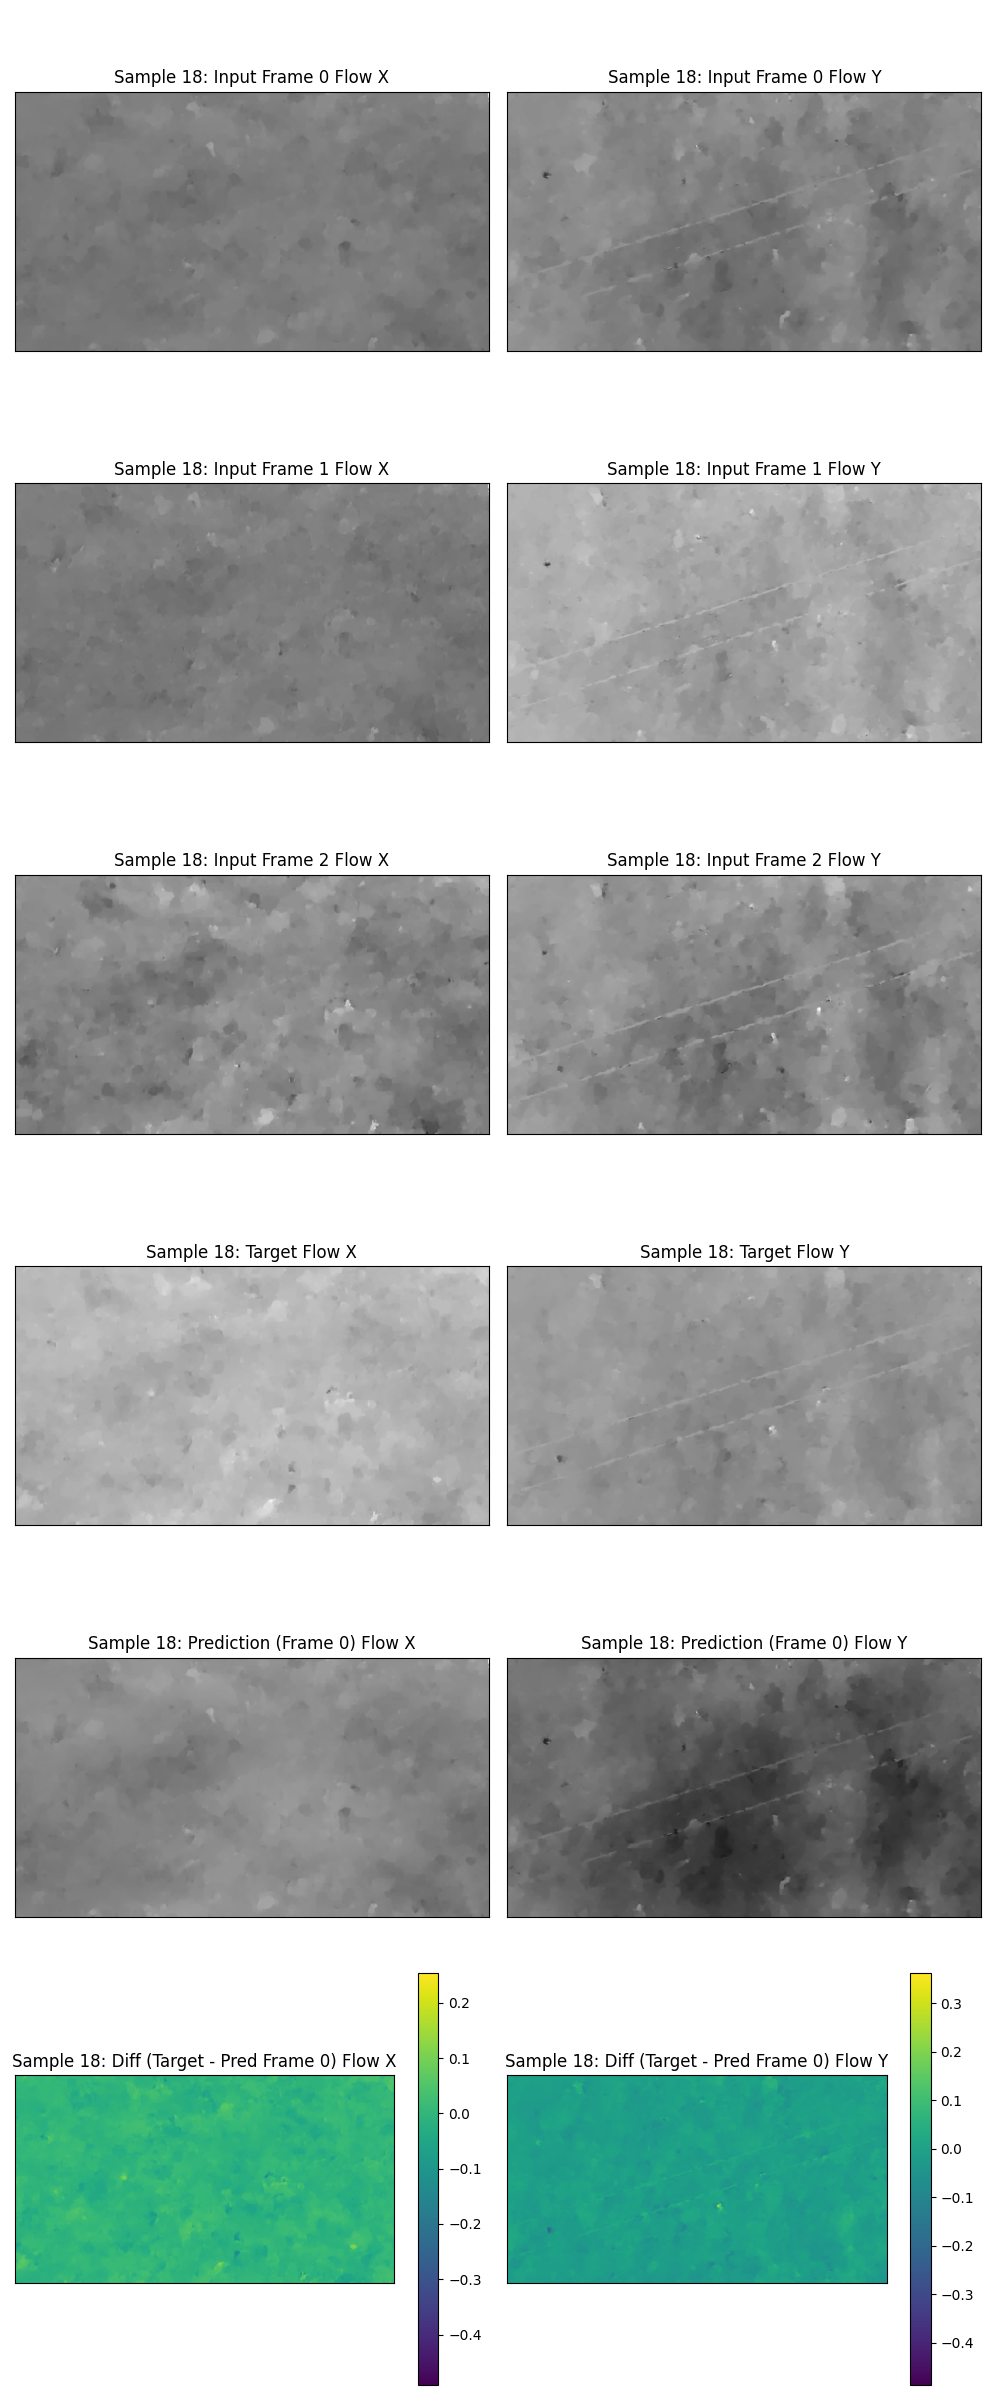 Sample 18: Input Frame 0 Flow X
Sample 18: Input Frame 0 Flow Y
Sample 18: Input Frame 1 Flow X
Sample 18: Input Frame 1 Flow Y
Sample 18: Input Frame 2 Flow X
Sample 18: Input Frame 2 Flow Y
Sample 18: Target Flow X
Sample 18: Target Flow Y
Sample 18: Prediction (Frame 0) Flow X
Sample 18: Prediction (Frame 0) Flow Y
Sample 18: Diff (Target - Pred Frame 0) Flow X
0.2
0.1
0.0
−0.1
−0.2
−0.3
−0.4
Sample 18: Diff (Target - Pred Frame 0) Flow Y
0.3
0.2
0.1
0.0
−0.1
−0.2
−0.3
−0.4